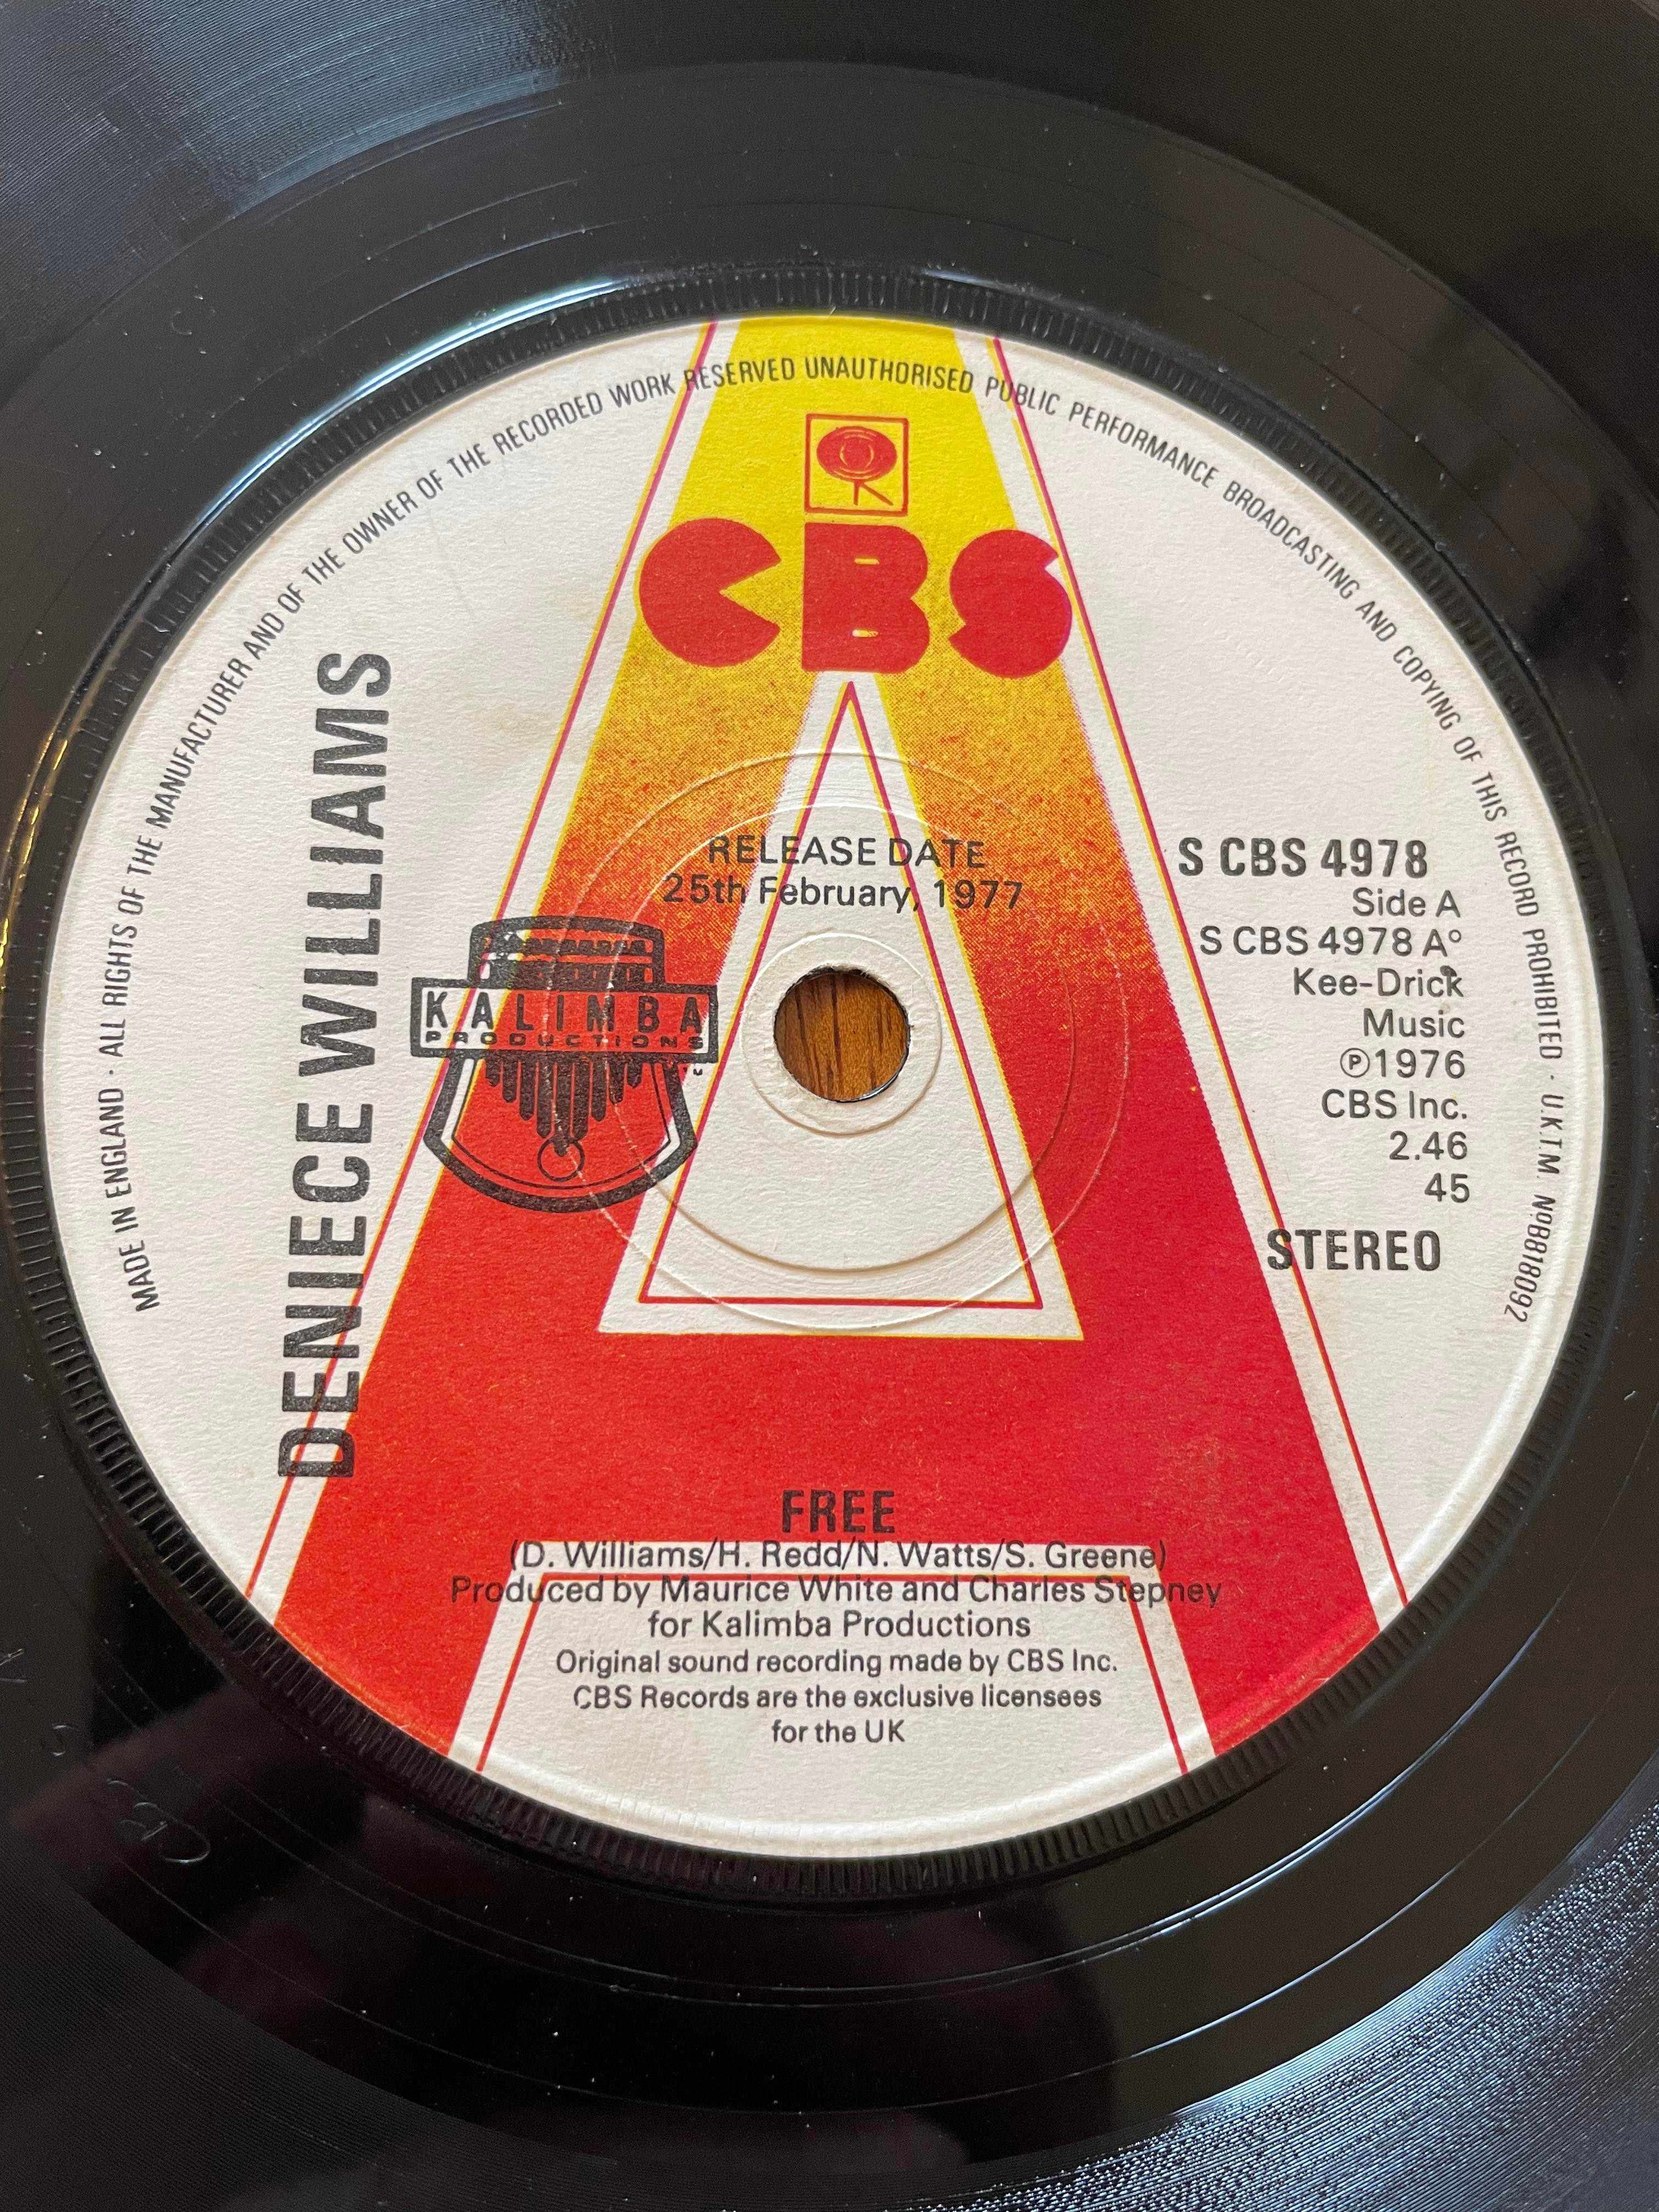 MADE IN ENGLAND · ALL RIGHTS OF THE MANUFACTURER AND OF THE OWNER OF THE RECORDED WORK RESERVED UNAUTHORISED PUBLIC PERFORMANCE BROADCASTING AND COPYING OF THIS RECORD PROHIBITED · U.K.T.M. NoB818092
CBS
DENIECE WILLIAMS
RELEASE DATE
25th February, 1977
KALIMBA
PRODUCTIONS
S CBS 4978
Side A
S CBS 4978 A°
Kee-Drick
Music
℗1976
CBS Inc.
2.46
45
STEREO
FREE
(D. Williams/H. Redd/N. Watts/S. Greene)
Produced by Maurice White and Charles Stepney
for Kalimba Productions
Original sound recording made by CBS Inc.
CBS Records are the exclusive licensees
for the UK